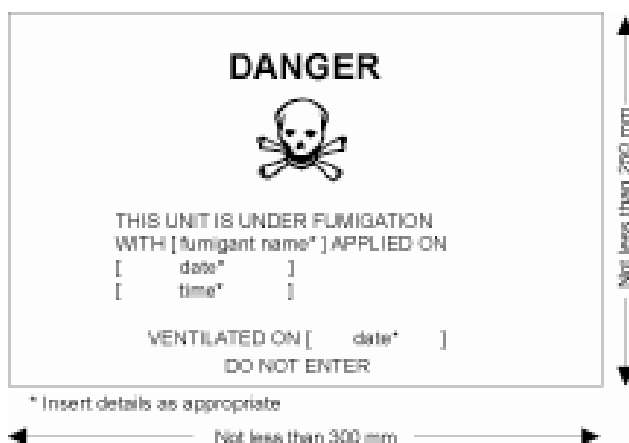 DANGER
THIS UNIT IS UNDER FUMIGATION
WITH [ fumigant name* ] APPLIED ON
[ date* ]
[ time* ]
VENTILATED ON [ date* ]
DO NOT ENTER
* Insert details as appropriate
Not less than 300 mm
Not less than 250 mm